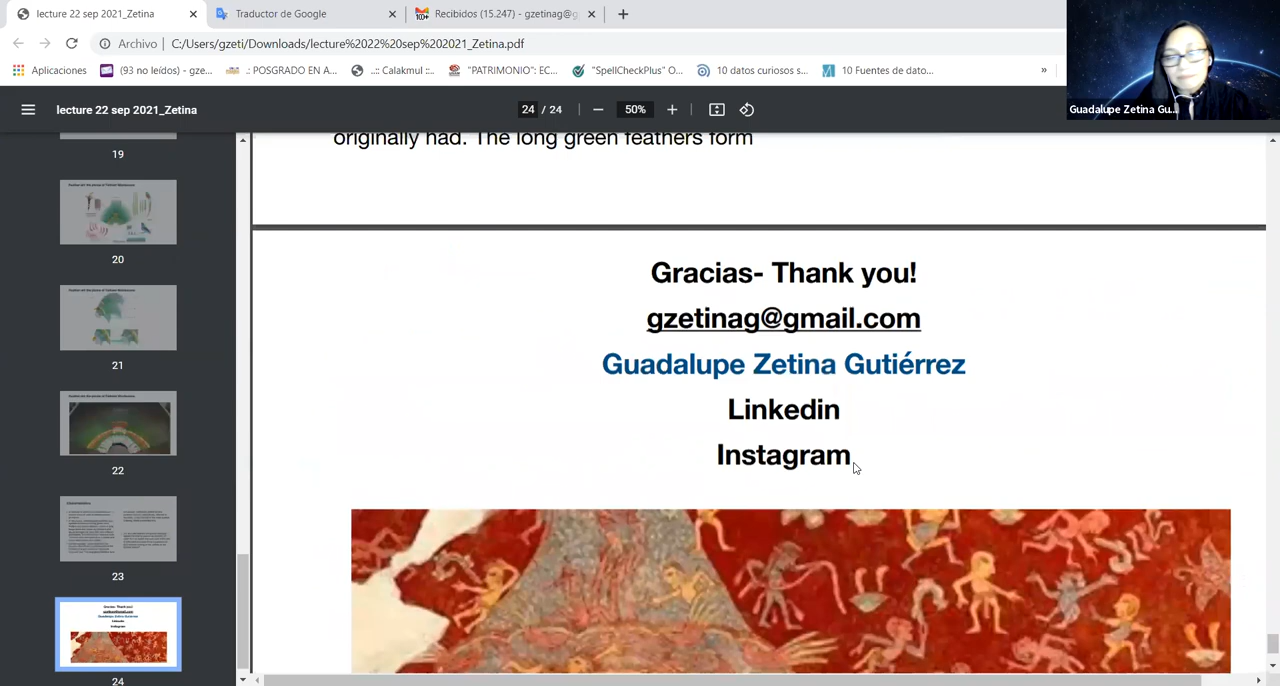 lecture 22 sep 2021_Zetina
Traductor de Google
Recibidos (15.247) - gzetinag@g
Archivo
C:/Users/gzeti/Downloads/lecture%2022%20sep%202021_Zetina.pdf
Aplicaciones
(93 no leídos) - gze...
.: POSGRADO EN A...
..:: Calakmul ::..
"PATRIMONIO": EC...
"SpellCheckPlus" O...
10 datos curiosos s...
10 Fuentes de dato...
»
Guadalupe Zetina Gu...
lecture 22 sep 2021_Zetina
24 / 24
50%
originally had. The long green feathers form
19
20
21
22
23
24
Gracias- Thank you!
gzetinag@gmail.com
Guadalupe Zetina Gutiérrez
Linkedin
Instagram